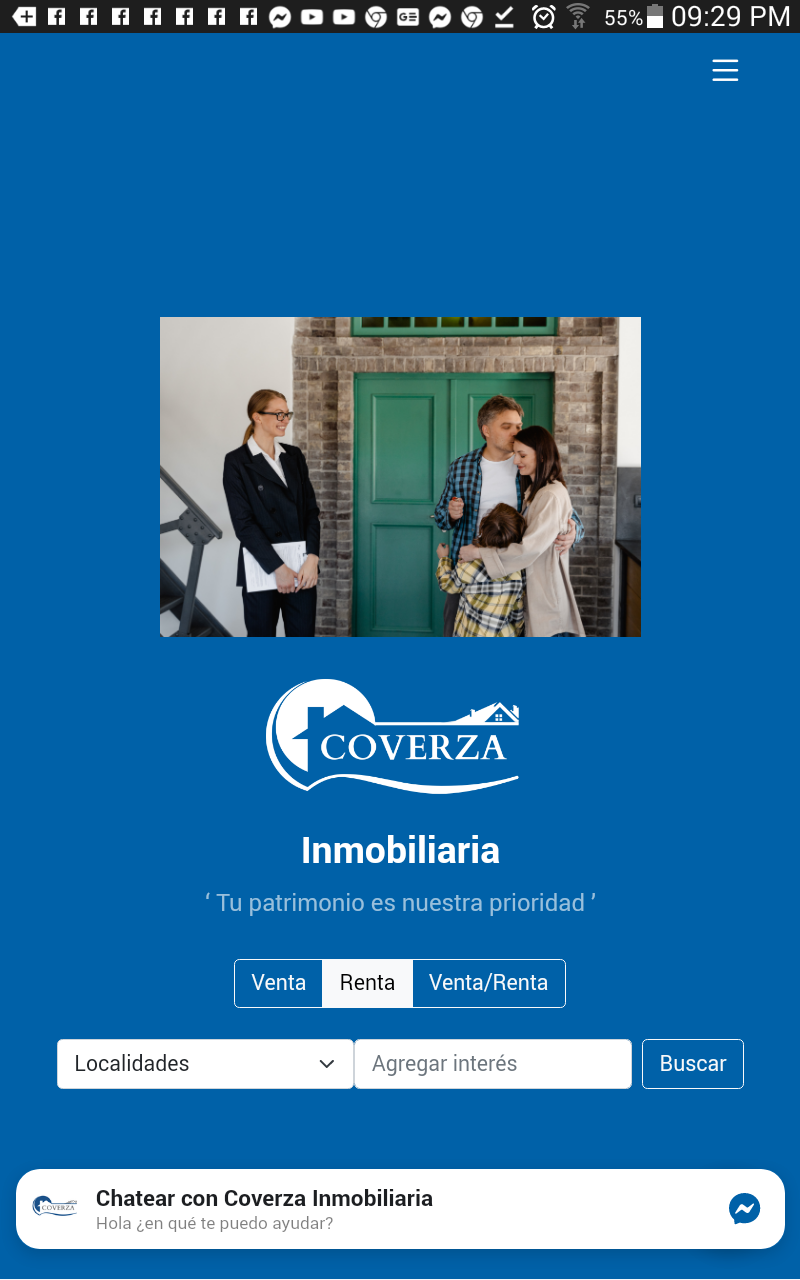 55% 09:29 PM
COVERZA
Inmobiliaria
‘ Tu patrimonio es nuestra prioridad ’
Venta Renta Venta/Renta
Localidades Agregar interés Buscar
COVERZA
Chatear con Coverza Inmobiliaria
Hola ¿en qué te puedo ayudar?